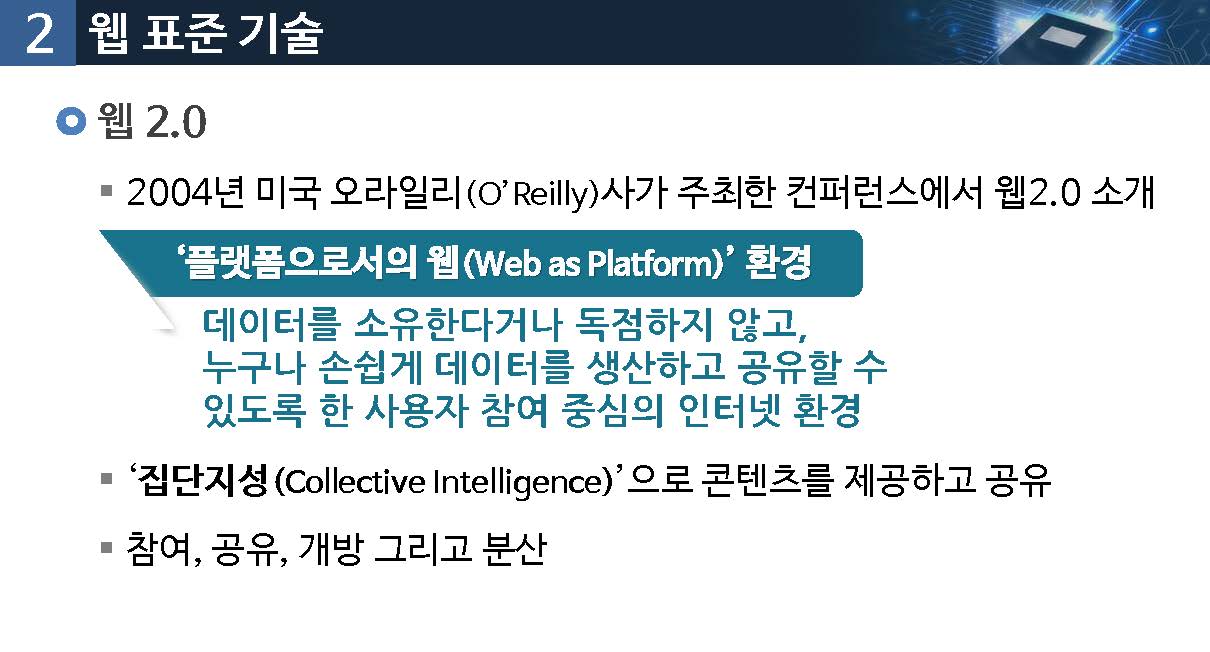 2 웹 표준 기술
웹 2.0
▪ 2004년 미국 오라일리(O’Reilly)사가 주최한 컨퍼런스에서 웹2.0 소개
‘플랫폼으로서의 웹(Web as Platform)’ 환경
데이터를 소유한다거나 독점하지 않고,
누구나 손쉽게 데이터를 생산하고 공유할 수
있도록 한 사용자 참여 중심의 인터넷 환경
▪ ‘집단지성(Collective Intelligence)’으로 콘텐츠를 제공하고 공유
▪ 참여, 공유, 개방 그리고 분산